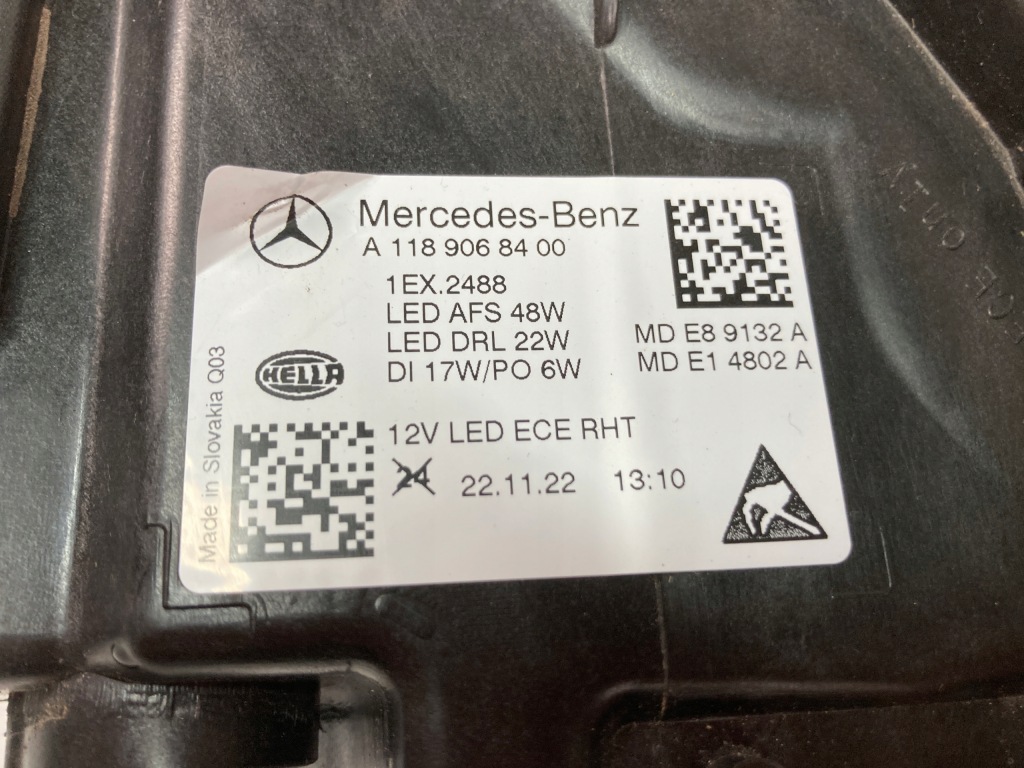 Mercedes-Benz
A 118 906 84 00
1EX.2488
LED AFS 48W
LED DRL 22W
DI 17W/PO 6W
MD E8 9132 A
MD E1 4802 A
HELLA
12V LED ECE RHT
24 22.11.22 13:10
Made in Slovakia Q03